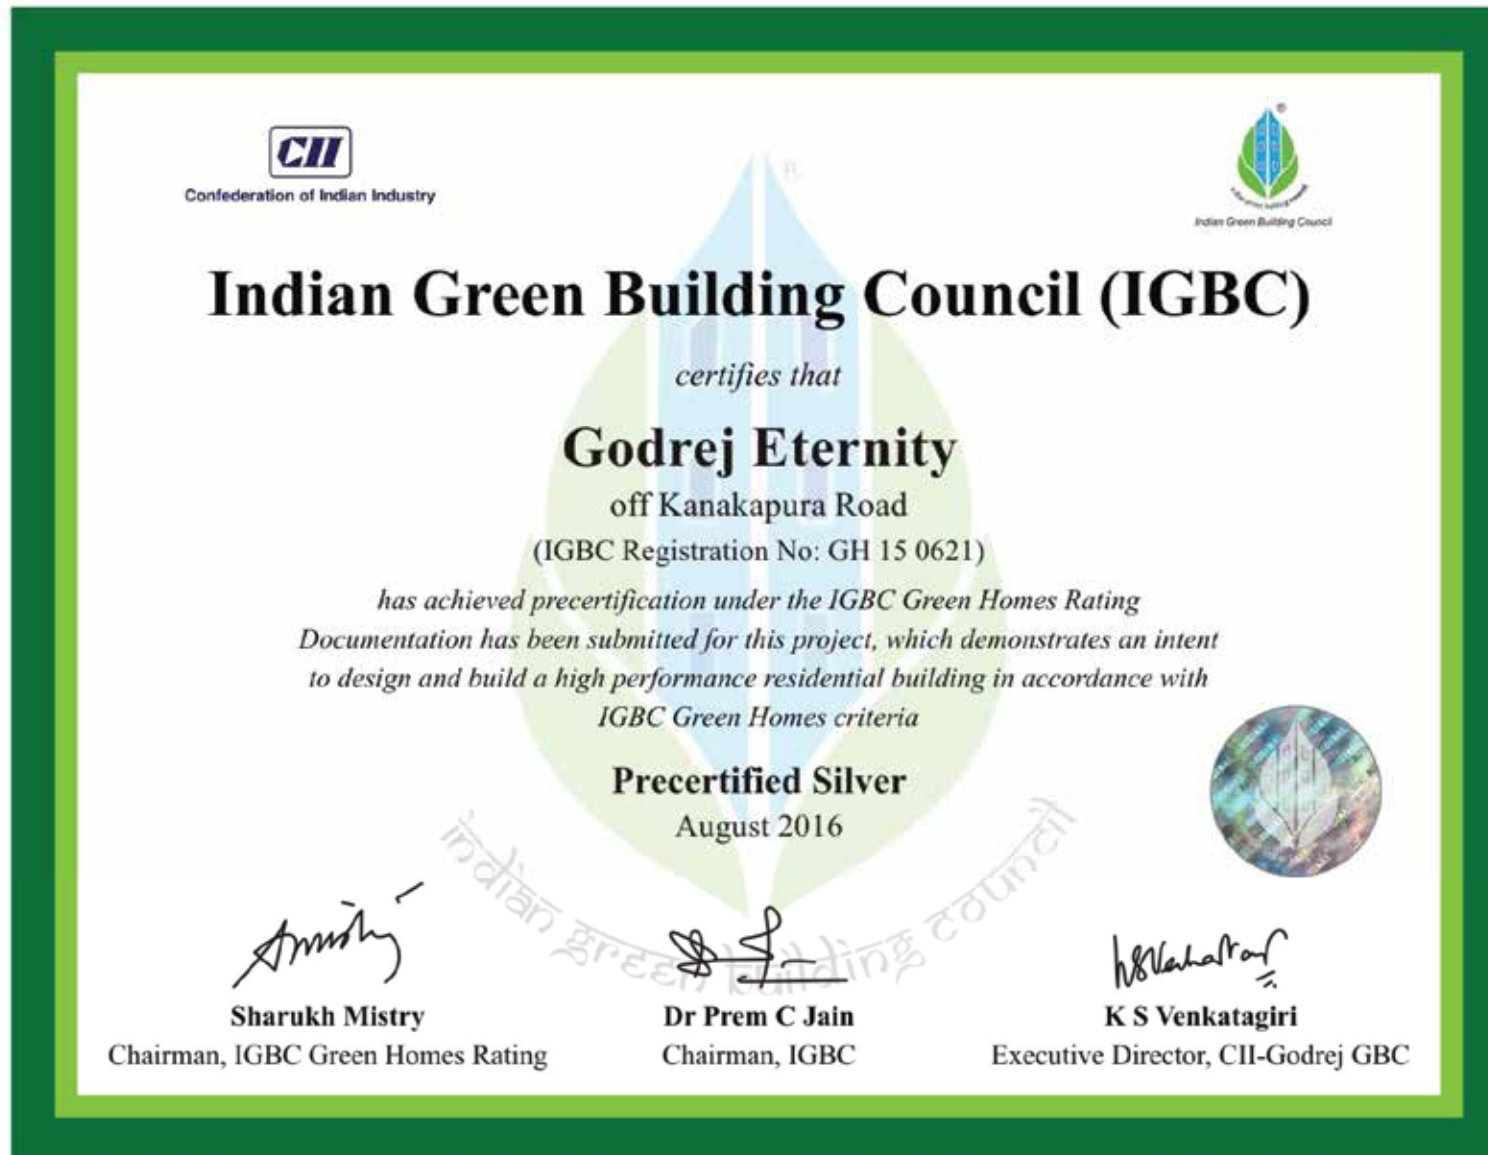 CII
Confederation of Indian Industry
®
Indian Green Building Council
Indian Green Building Council (IGBC)
certifies that
Godrej Eternity
off Kanakapura Road
(IGBC Registration No: GH 15 0621)
has achieved precertification under the IGBC Green Homes Rating
Documentation has been submitted for this project, which demonstrates an intent
to design and build a high performance residential building in accordance with
IGBC Green Homes criteria
Precertified Silver
August 2016
indian green building council
Sharukh Mistry
Chairman, IGBC Green Homes Rating
Dr Prem C Jain
Chairman, IGBC
K S Venkatagiri
Executive Director, CII-Godrej GBC